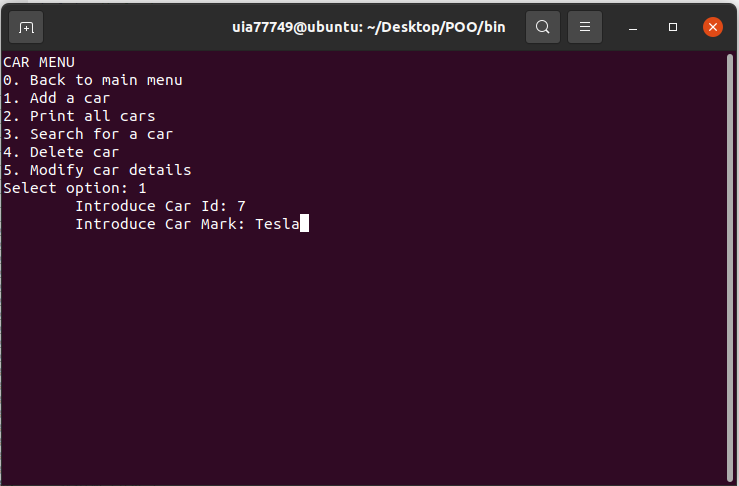 uia77749@ubuntu: ~/Desktop/POO/bin
CAR MENU
0. Back to main menu
1. Add a car
2. Print all cars
3. Search for a car
4. Delete car
5. Modify car details
Select option: 1
Introduce Car Id: 7
Introduce Car Mark: Tesla